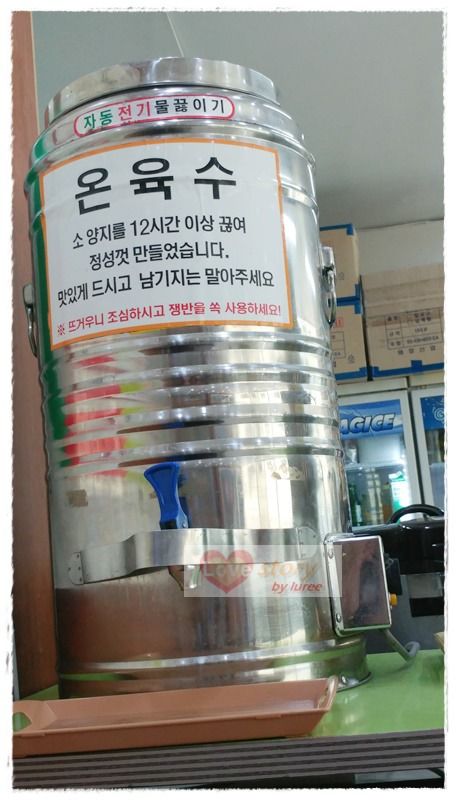 자동전기물끓이기
온육수
소 양지를 12시간 이상 끊여
정성껏 만들었습니다.
맛있게 드시고 남기지는 말아주세요
※ 뜨거우니 조심하시고 쟁반을 쏙 사용하세요!
AGICE
Love story
by luree